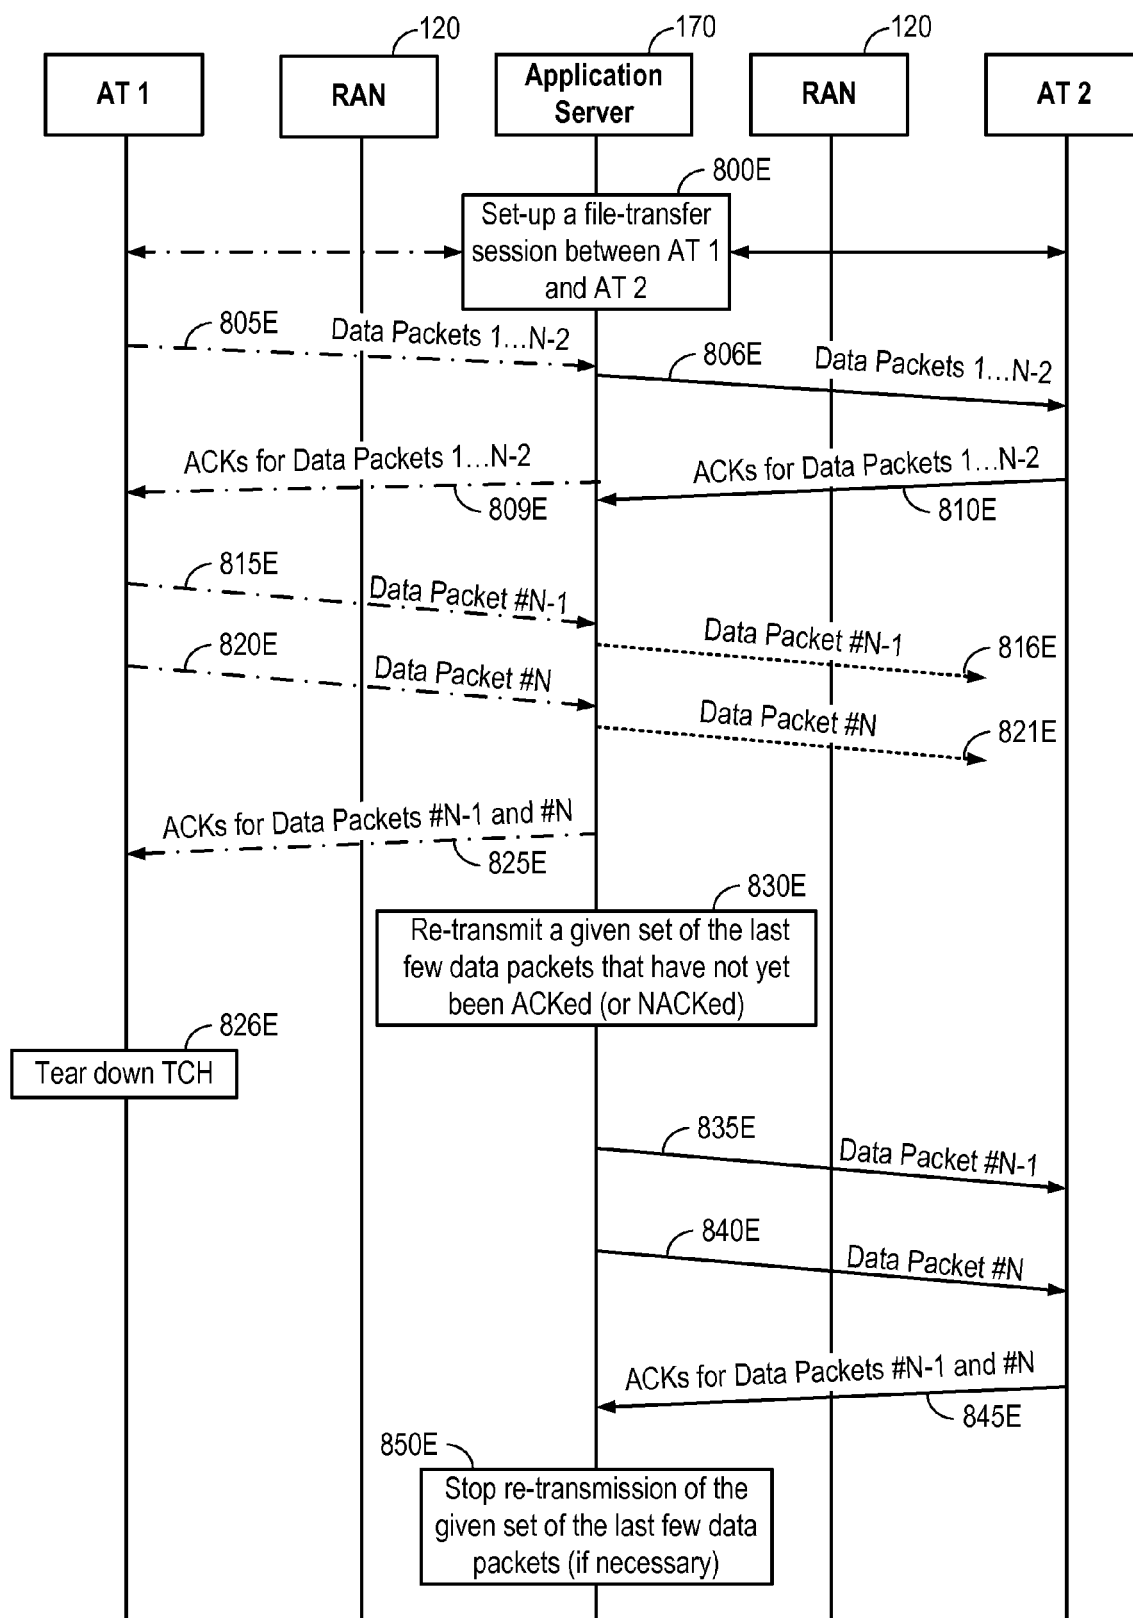 120
170
120
AT 1
RAN
Application
Server
RAN
AT 2
800E
Set-up a file-transfer
session between AT 1
and AT 2
805E
Data Packets 1...N-2
806E
Data Packets 1...N-2
ACKs for Data Packets 1...N-2
809E
ACKs for Data Packets 1...N-2
810E
815E
Data Packet #N-1
Data Packet #N-1
816E
820E
Data Packet #N
Data Packet #N
821E
ACKs for Data Packets #N-1 and #N
825E
830E
Re-transmit a given set of the last
few data packets that have not yet
been ACKed (or NACKed)
826E
Tear down TCH
835E
Data Packet #N-1
840E
Data Packet #N
ACKs for Data Packets #N-1 and #N
845E
850E
Stop re-transmission of the
given set of the last few data
packets (if necessary)